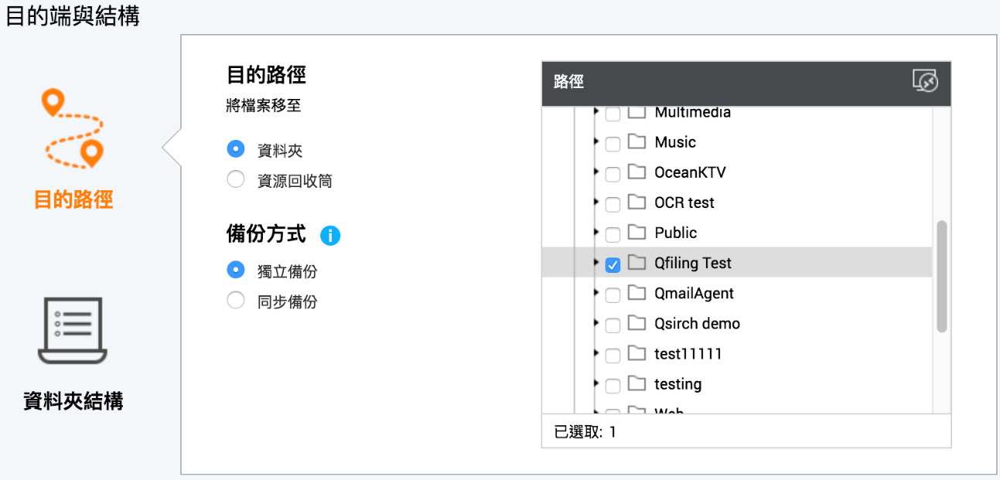 目的端與結構
目的路徑
資料夾結構
目的路徑
將檔案移至
資料夾
資源回收筒
備份方式
獨立備份
同步備份
路徑
Multimedia
Music
OceanKTV
OCR test
Public
Qfiling Test
QmailAgent
Qsirch demo
test11111
testing
Web
已選取: 1